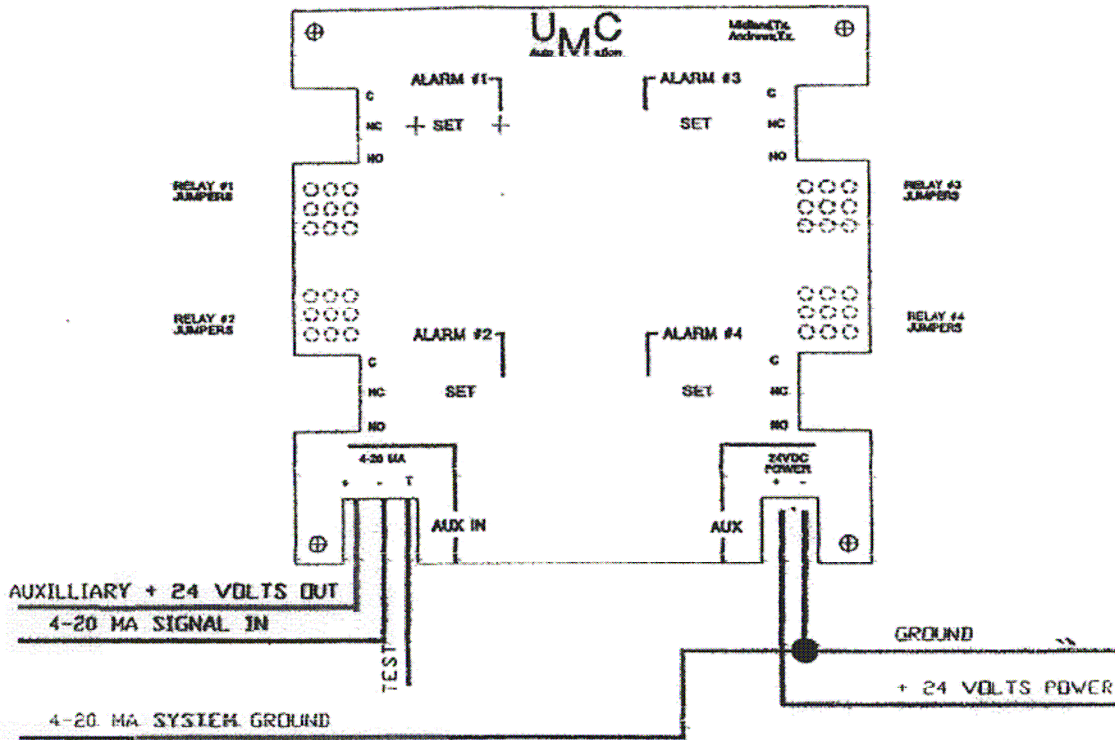 UMC
Auto mation
Midland,Tx.
Andrews,Tx.
ALARM #1
ALARM #3
C
NC
NO
SET
SET
C
NC
NO
RELAY #1
JUMPERS
RELAY #3
JUMPERS
RELAY #2
JUMPERS
RELAY #4
JUMPERS
ALARM #2
ALARM #4
C
NC
NO
SET
SET
C
NC
NO
4-20 MA
+ - T
AUX IN
24VDC
POWER
+ -
AUX
AUXILLIARY + 24 VOLTS OUT
4-20 MA SIGNAL IN
TEST
GROUND
+ 24 VOLTS POWER
4-20 MA SYSTEM GROUND